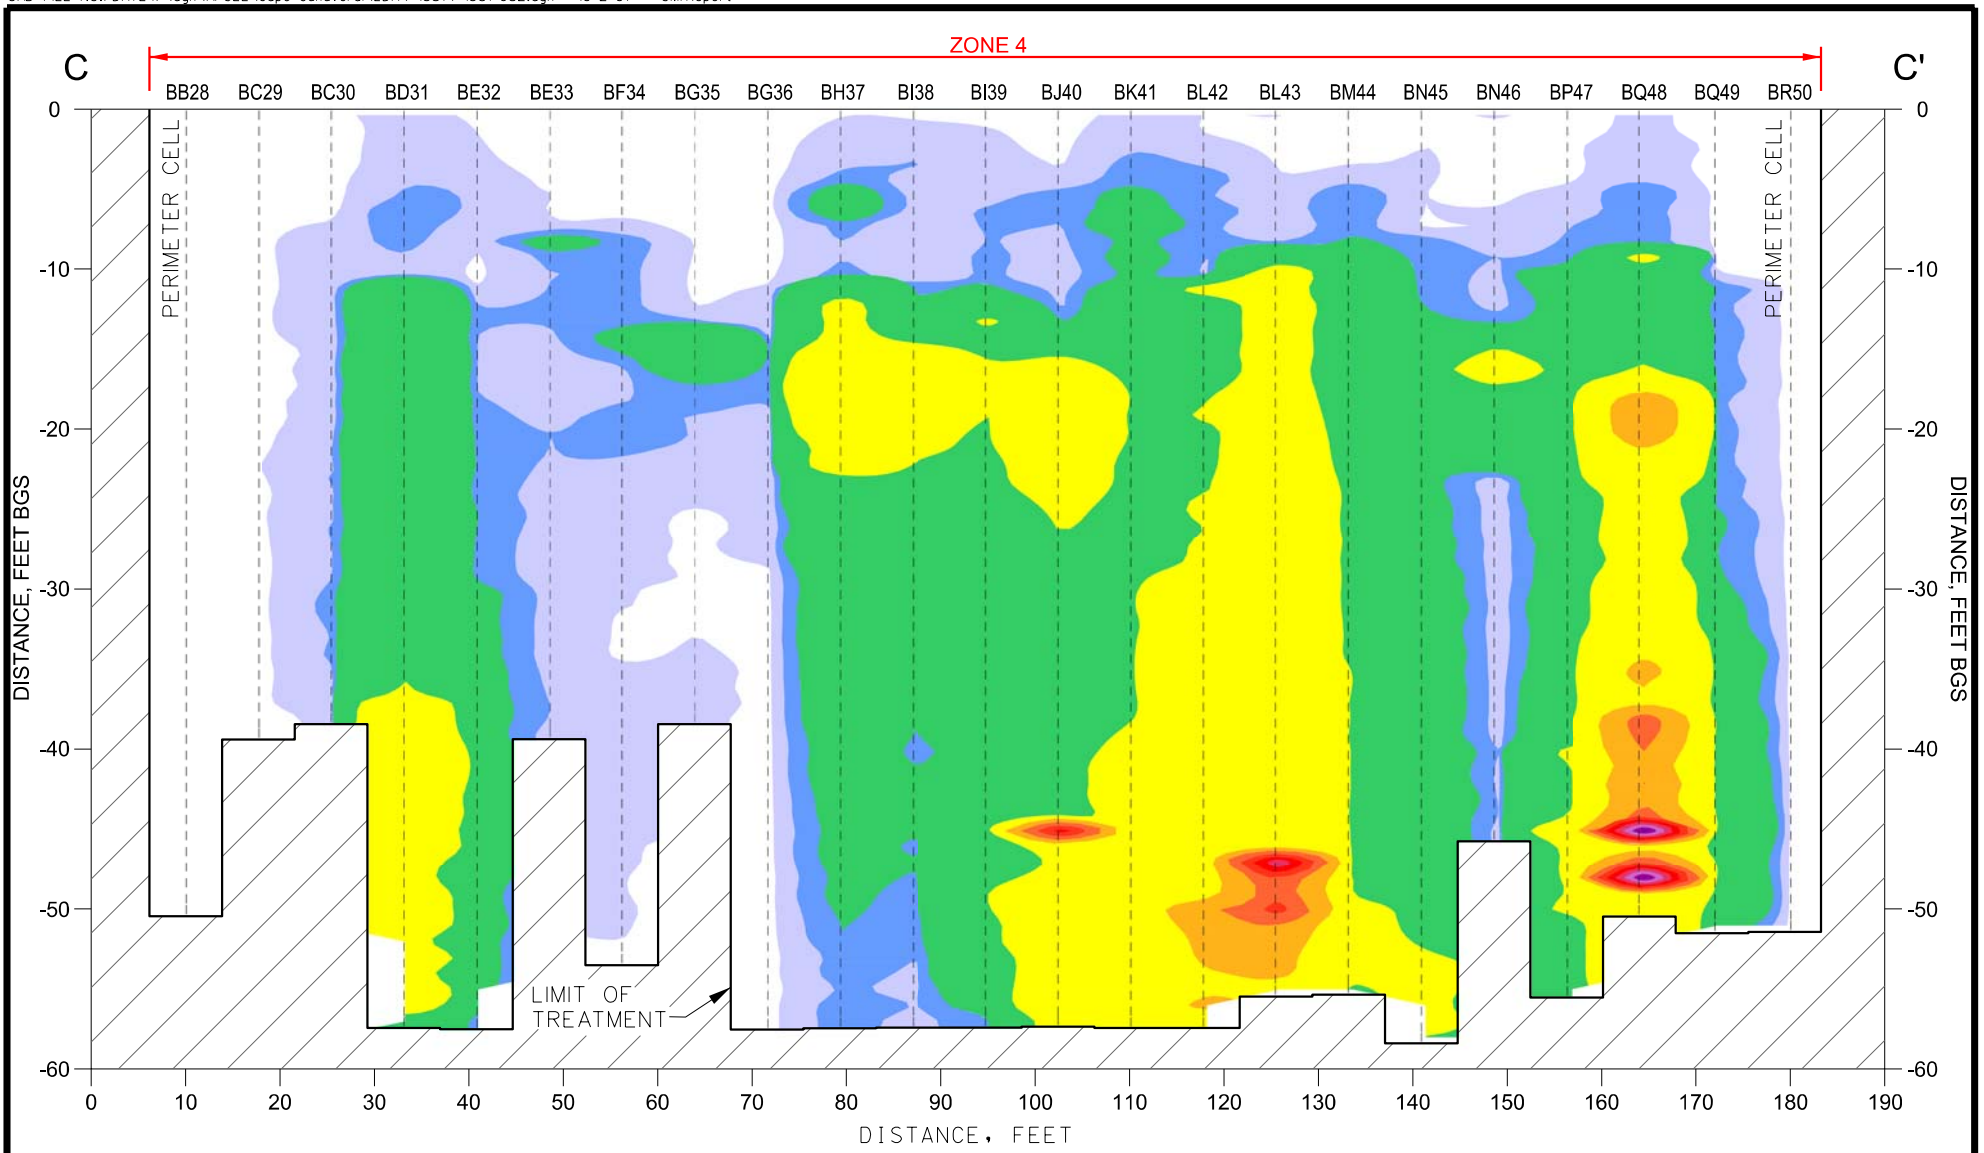 ZONE 4
C
C'
BB28 BC29 BC30 BD31 BE32 BE33 BF34 BG35 BG36 BH37 BI38 BI39 BJ40 BK41 BL42 BL43 BM44 BN45 BN46 BP47 BQ48 BQ49 BR50
0
-10
-20
-30
-40
-50
-60
DISTANCE, FEET BGS
PERIMETER CELL
LIMIT OF
TREATMENT
PERIMETER CELL
0
-10
-20
-30
-40
-50
-60
DISTANCE, FEET BGS
0 10 20 30 40 50 60 70 80 90 100 110 120 130 140 150 160 170 180 190
DISTANCE, FEET